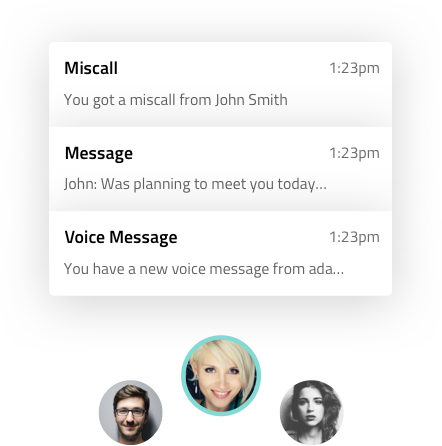 Miscall 1:23pm
You got a miscall from John Smith
Message 1:23pm
John: Was planning to meet you today...
Voice Message 1:23pm
You have a new voice message from ada...